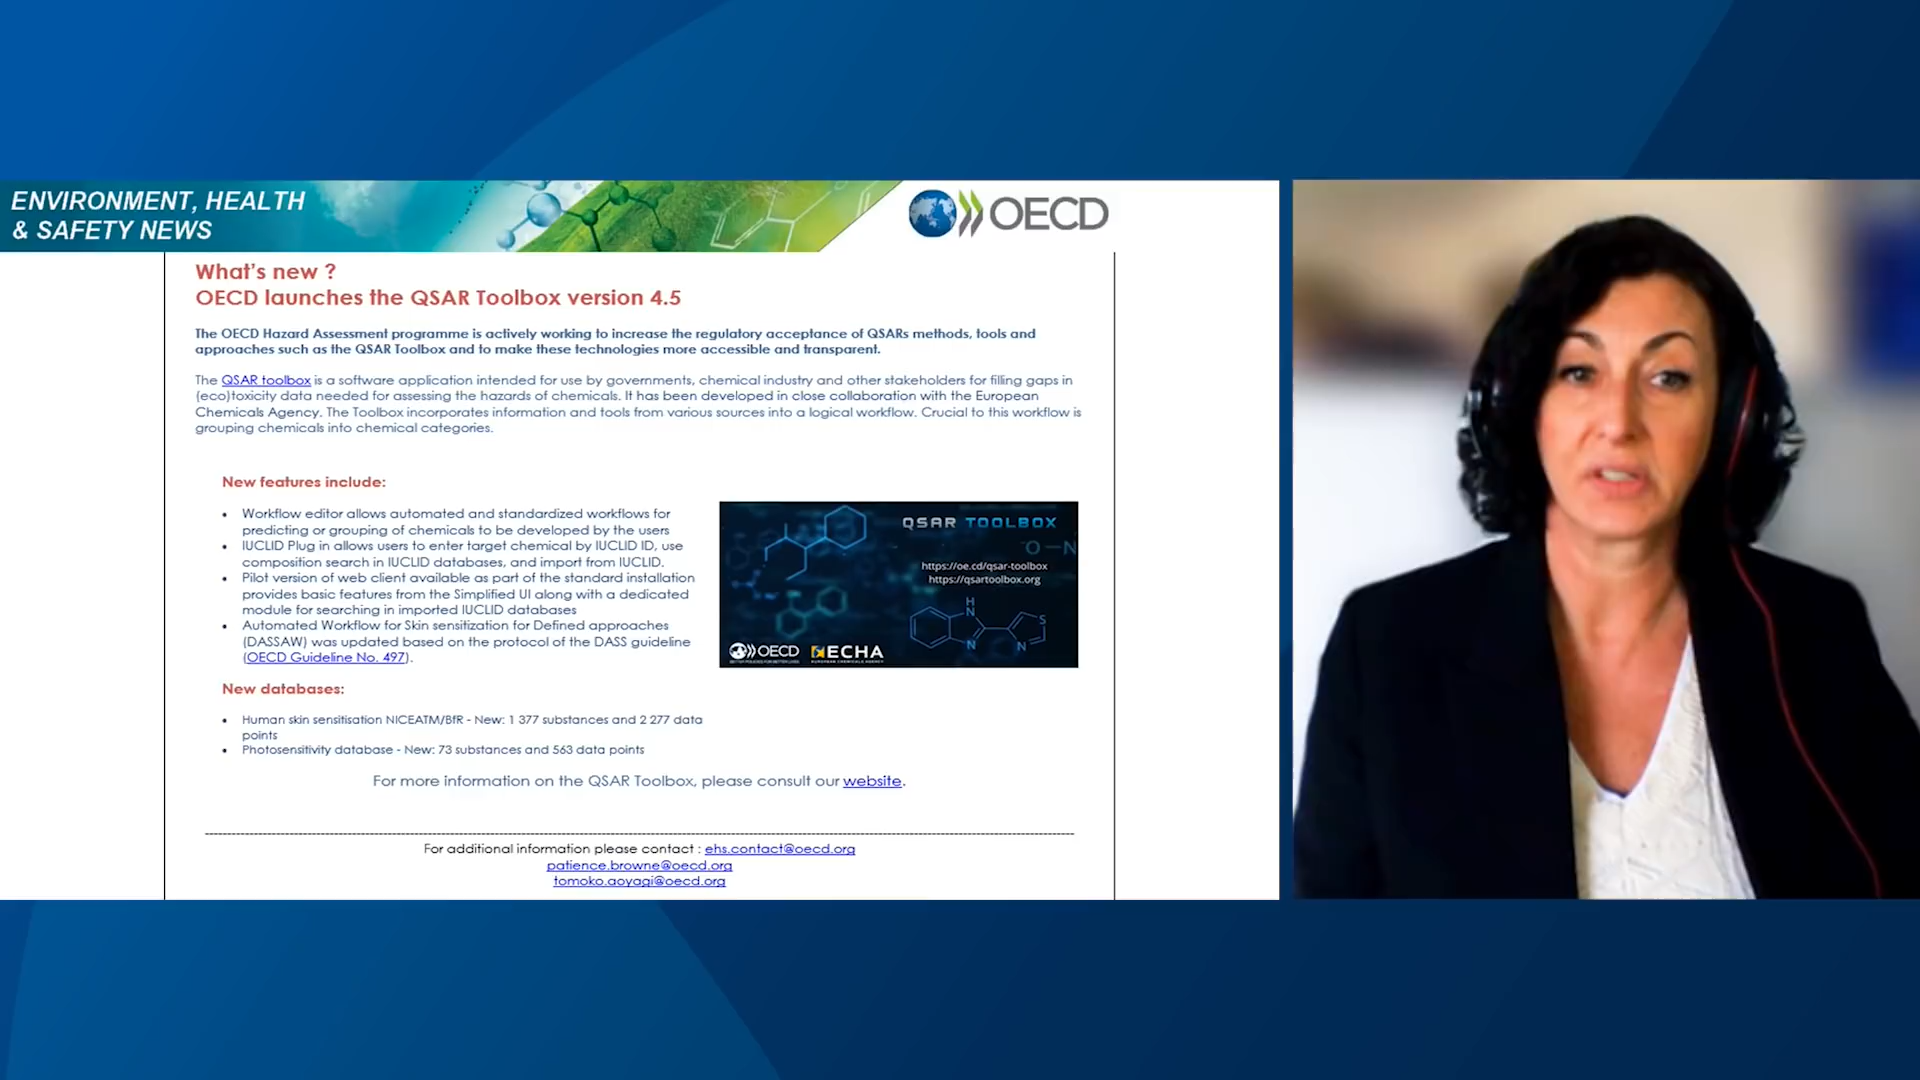 ENVIRONMENT, HEALTH
& SAFETY NEWS
OECD
What's new ?
OECD launches the QSAR Toolbox version 4.5
The OECD Hazard Assessment programme is actively working to increase the regulatory acceptance of QSARs methods, tools and
approaches such as the QSAR Toolbox and to make these technologies more accessible and transparent.
The QSAR toolbox is a software application intended for use by governments, chemical industry and other stakeholders for filling gaps in
(eco)toxicity data needed for assessing the hazards of chemicals. It has been developed in close collaboration with the European
Chemicals Agency. The Toolbox incorporates information and tools from various sources into a logical workflow. Crucial to this workflow is
grouping chemicals into chemical categories.
New features include:
• Workflow editor allows automated and standardized workflows for
predicting or grouping of chemicals to be developed by the users
• IUCLID Plug in allows users to enter target chemical by IUCLID ID, use
composition search in IUCLID databases, and import from IUCLID.
• Pilot version of web client available as part of the standard installation
provides basic features from the Simplified UI along with a dedicated
module for searching in imported IUCLID databases
• Automated Workflow for Skin sensitization for Defined approaches
(DASSAW) was updated based on the protocol of the DASS guideline
(OECD Guideline No. 497).
QSAR TOOLBOX
O-N
https://oe.cd/qsar-toolbox
https://qsartoolbox.org
H
N
S
N
N
OECD
ECHA
EUROPEAN CHEMICALS AGENCY
New databases:
• Human skin sensitisation NICEATM/BfR - New: 1 377 substances and 2 277 data
points
• Photosensitivity database - New: 73 substances and 563 data points
For more information on the QSAR Toolbox, please consult our website.
For additional information please contact : ehs.contact@oecd.org
patience.browne@oecd.org
tomoko.aoyagi@oecd.org